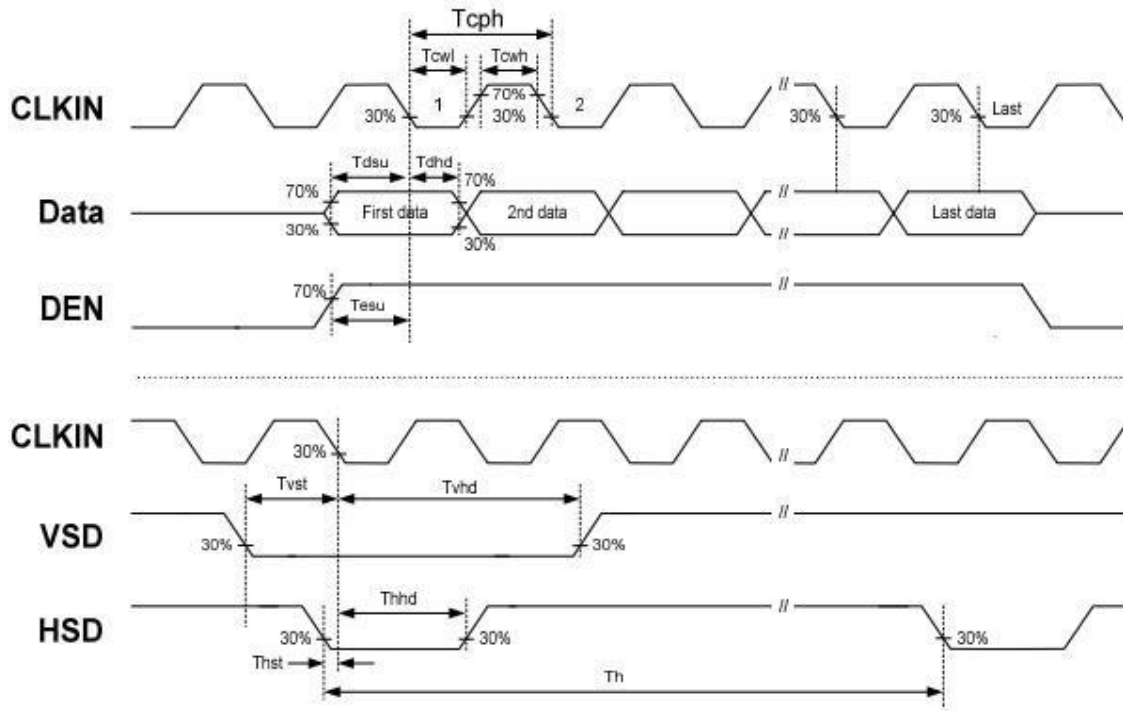 Tcph
Tcwl Tcwh
CLKIN 30% 1 70% 30% 2 // 30% 30% Last
Tdsu Tdhd
Data 70% 30% First data 70% 30% 2nd data // // Last data
DEN 70% Tesu //
CLKIN 30% //
Tvst Tvhd
VSD 30% 30% //
Thhd
HSD 30% 30% // 30%
Thst
Th